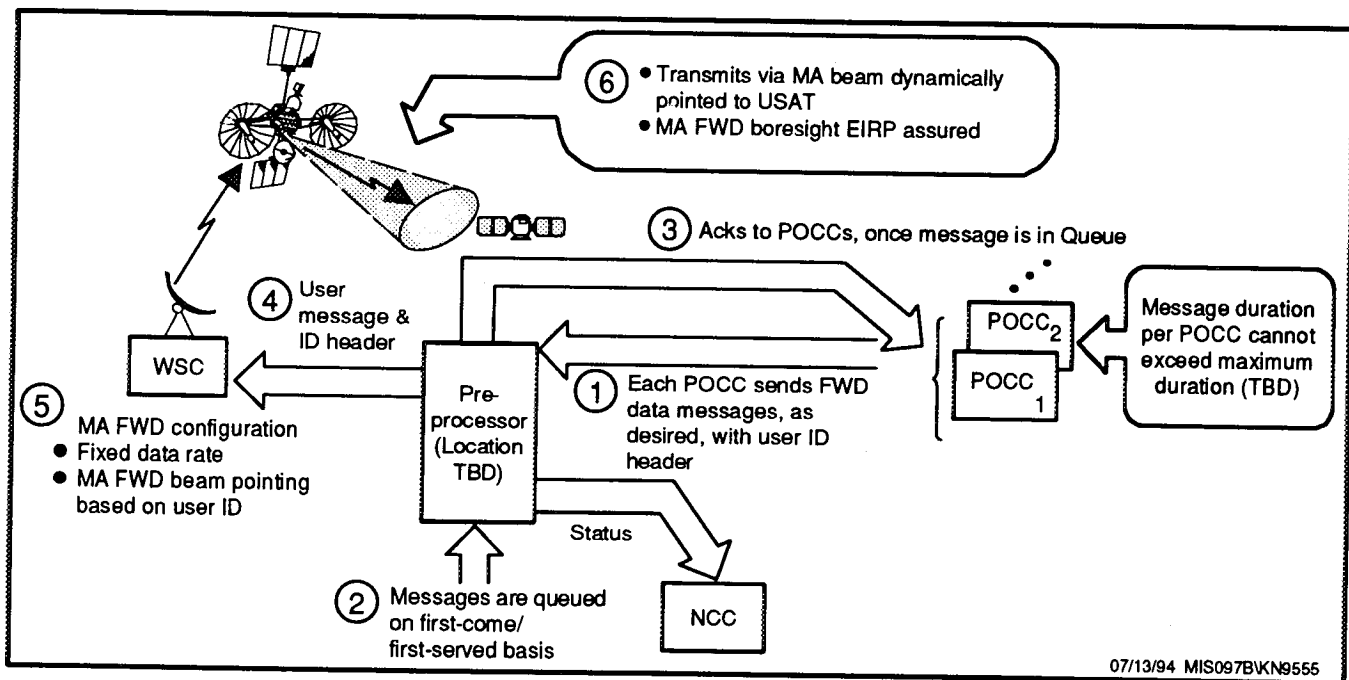 6
● Transmits via MA beam dynamically
pointed to USAT
● MA FWD boresight EIRP assured
3 Acks to POCCs, once message is in Queue
4 User
message &
ID header
WSC
Pre-
processor
(Location
TBD)
1 Each POCC sends FWD
data messages, as
desired, with user ID
header
POCC 2
POCC 1
Message duration
per POCC cannot
exceed maximum
duration (TBD)
5
MA FWD configuration
● Fixed data rate
● MA FWD beam pointing
based on user ID
Status
2 Messages are queued
on first-come/
first-served basis
NCC
07/13/94 MIS097B\KN9555